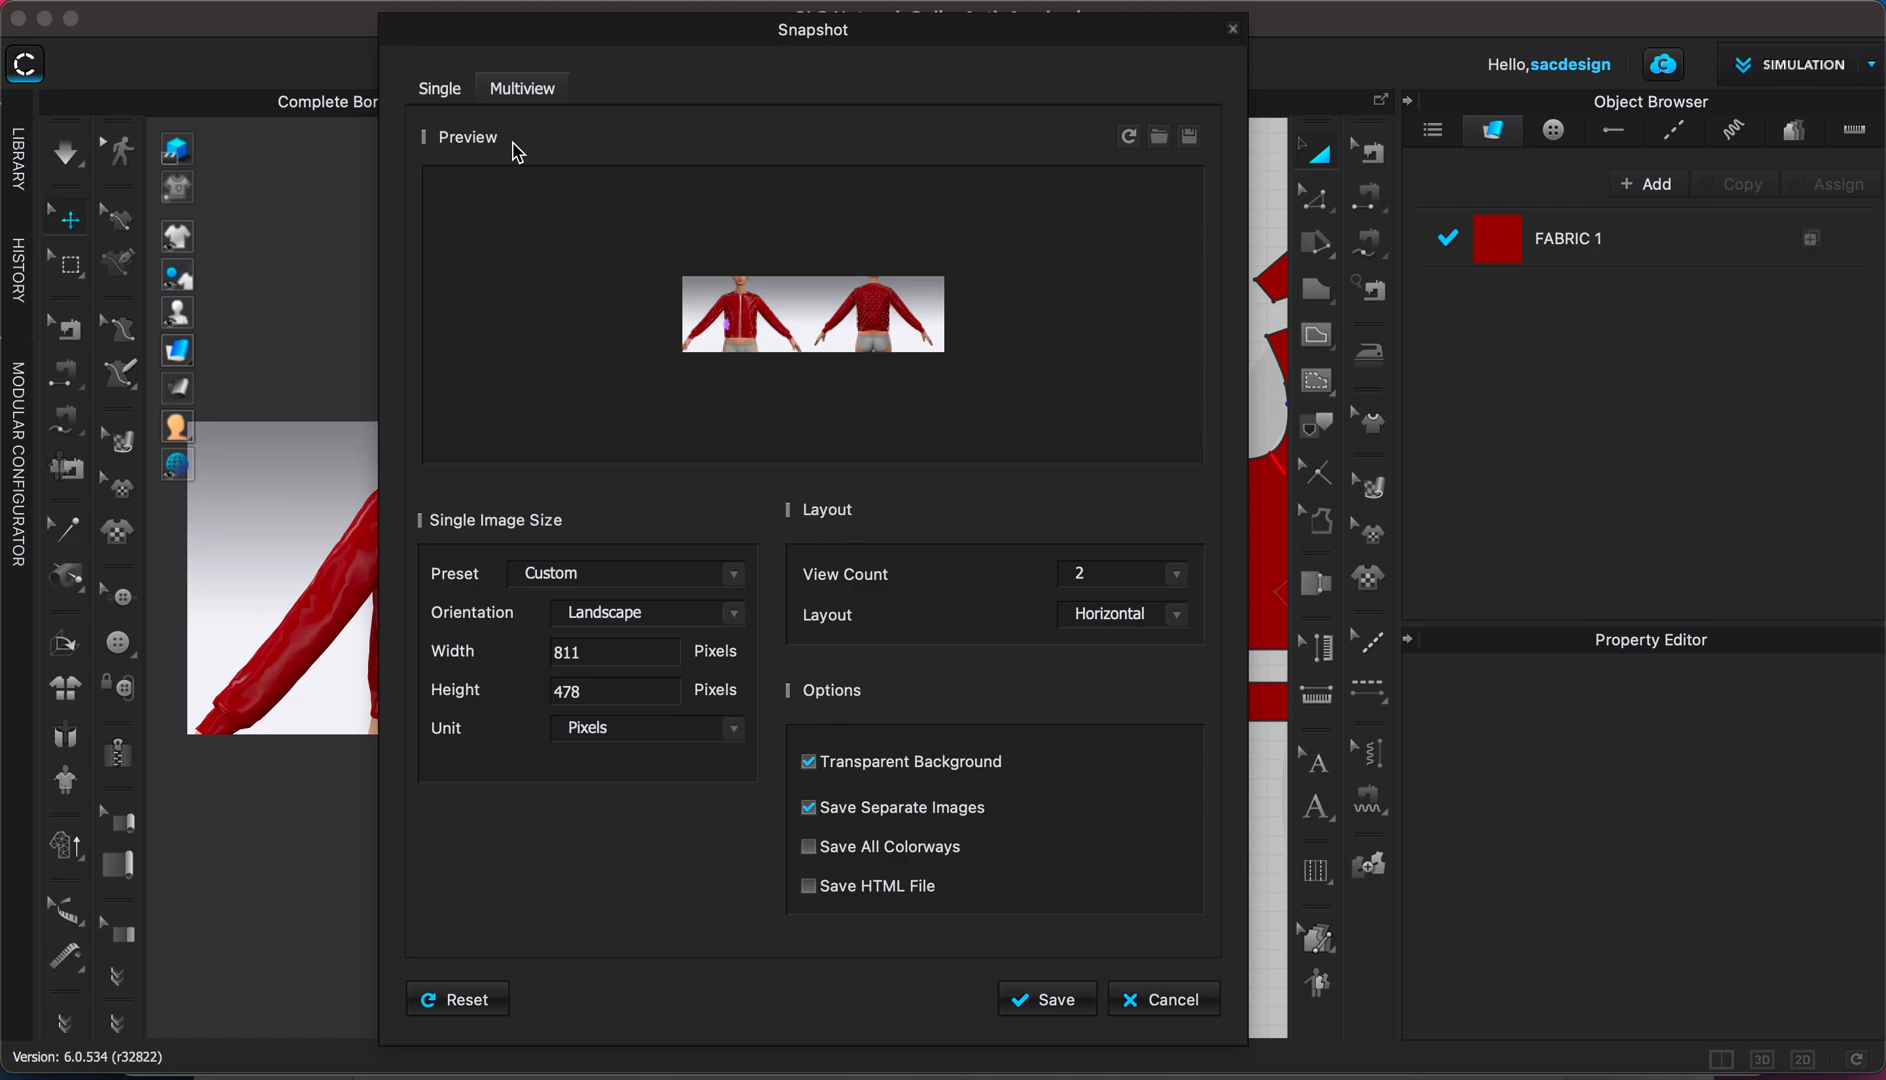 Snapshot
Hello,sacdesign
SIMULATION
Complete Bor
Single
Multiview
Object Browser
LIBRARY
HISTORY
MODULAR CONFIGURATOR
Preview
+ Add
Copy
Assign
FABRIC 1
Single Image Size
Preset
Custom
Orientation
Landscape
Width
811
Pixels
Height
478
Pixels
Unit
Pixels
Layout
View Count
2
Layout
Horizontal
Options
Transparent Background
Save Separate Images
Save All Colorways
Save HTML File
Property Editor
Reset
Save
Cancel
Version: 6.0.534 (r32822)
3D
2D